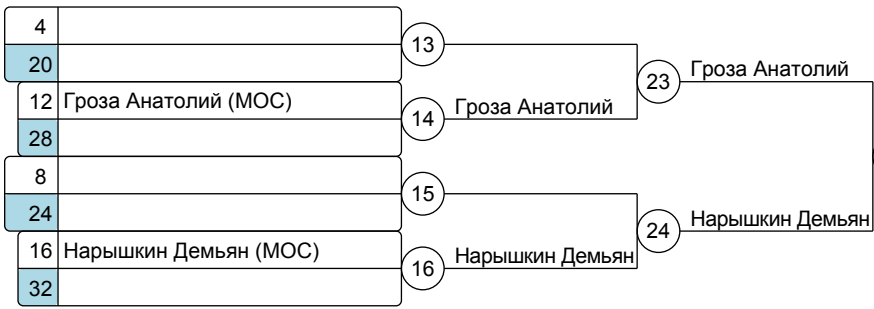 4
13
20
23 Гроза Анатолий
12 Гроза Анатолий (МОС)
14 Гроза Анатолий
28
8
15
24
24 Нарышкин Демьян
16 Нарышкин Демьян (МОС)
16 Нарышкин Демьян
32